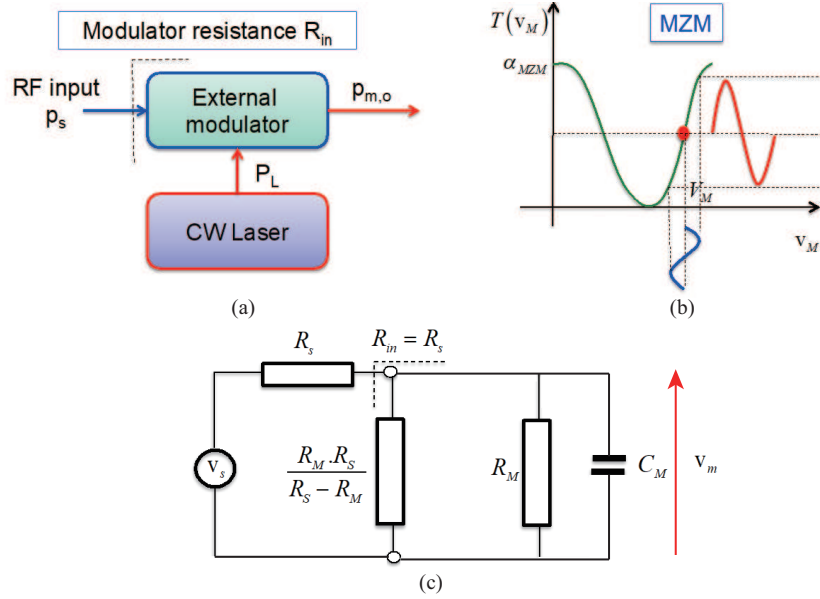 Modulator resistance R_in
RF input
p_s
External
modulator
p_m,o
P_L
CW Laser
(a)
T(v_M)
MZM
α_MZM
V_M
v_M
(b)
R_s
R_in = R_s
v_s
R_M . R_S
R_S − R_M
R_M
C_M
v_m
(c)